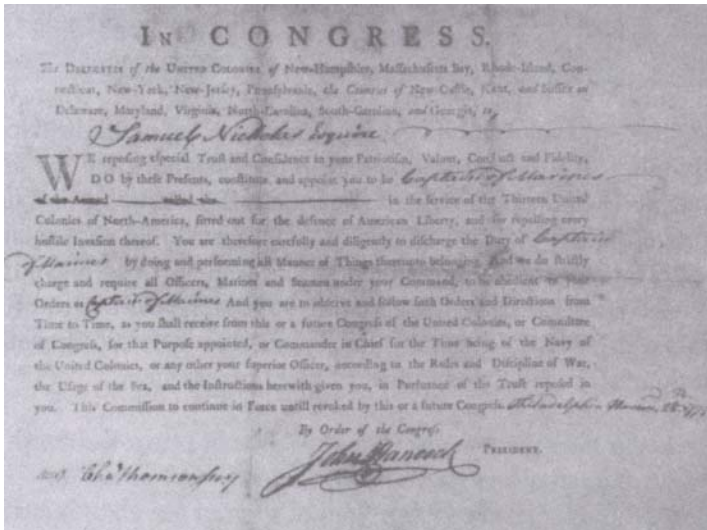 IN CONGRESS.
The DELEGATES of the UNITED COLONIES of New-Hampshire, Massachusetts Bay, Rhode-Island, Con-
necticut, New-York, New-Jersey, Pennsylvania, the Counties of New-Castle, Kent, and Sussex on
Delaware, Maryland, Virginia, North-Carolina, South-Carolina, and Georgia, to
Samuel Nicholas Esquire
WE reposing especial Trust and Confidence in your Patriotism, Valour, Conduct and Fidelity,
DO by these Presents, constitute and appoint you to be Captain of Marines
of the Armed called the in the service of the Thirteen United
Colonies of North-America, fitted out for the defence of American Liberty, and for repelling every
hostile Invasion thereof. You are therefore carefully and diligently to discharge the Duty of Captain
of Marines by doing and performing all Manner of Things thereunto belonging. And we do strictly
charge and require all Officers, Marines and Seamen under your Command, to be obedient to your
Orders as Captain of Marines And you are to observe and follow such Orders and Directions from
Time to Time, as you shall receive from this or a future Congress of the United Colonies, or Committee
of Congress, for that Purpose appointed, or Commander in Chief for the Time being of the Navy of
the United Colonies, or any other your superior Officer, according to the Rules and Discipline of War,
the Usage of the Sea, and the Instructions herewith given you, in Pursuance of the Trust reposed in
you. This Commission to continue in Force untill revoked by this or a future Congress. Philadelphia 28th 1775
By Order of the Congress
John Hancock PRESIDENT.
Attest Cha Thomson secy